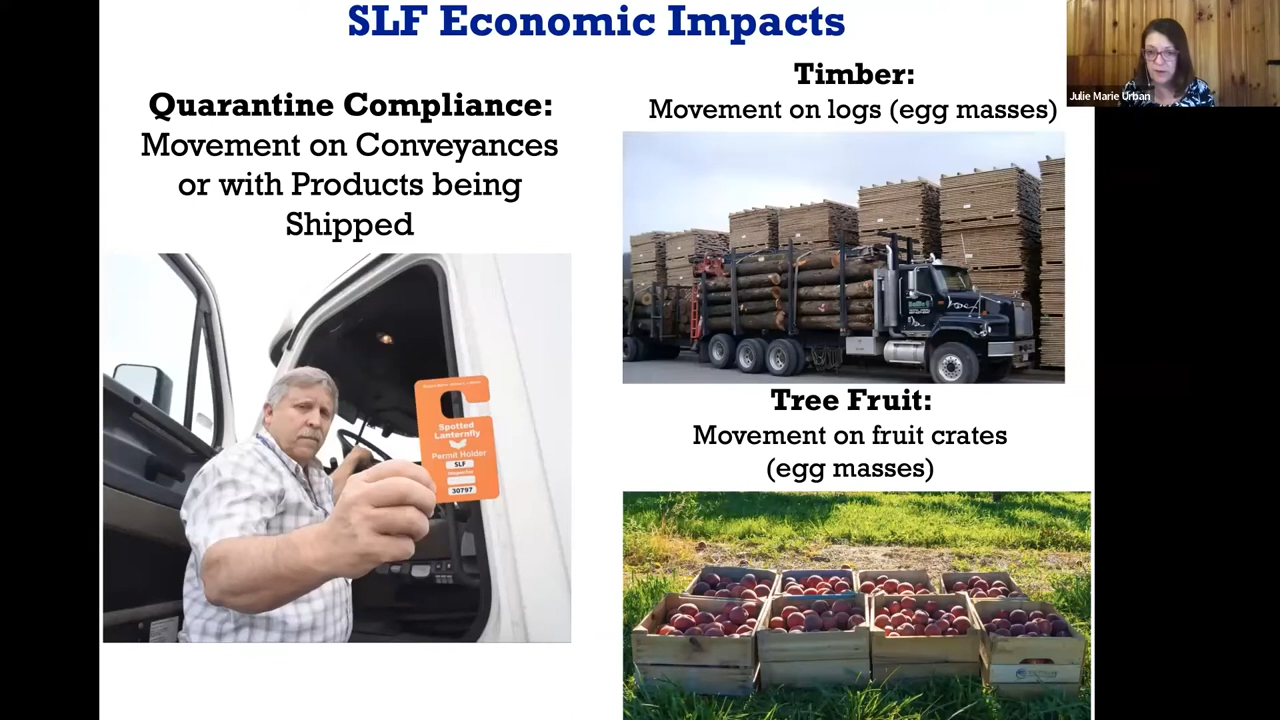 SLF Economic Impacts
Quarantine Compliance:
Movement on Conveyances
or with Products being
Shipped
Timber:
Movement on logs (egg masses)
Julie Marie Urban
Spotted
Lanternfly
Permit Holder
SLF
30797
Tree Fruit:
Movement on fruit crates
(egg masses)